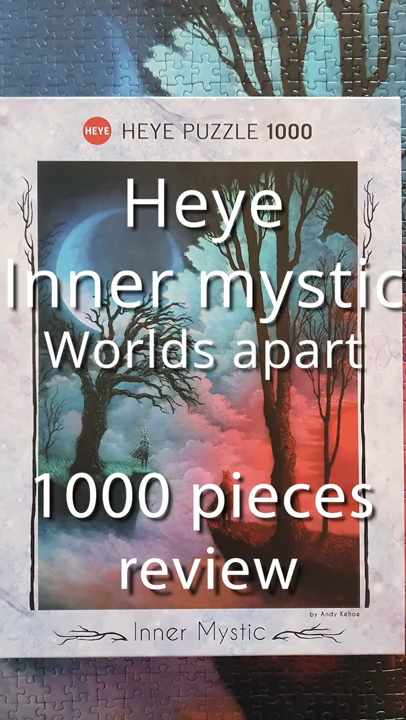 HEYE HEYE PUZZLE 1000
Heye
Inner mystic
Worlds apart
1000 pieces
review
by Andy Kehoe
Inner Mystic